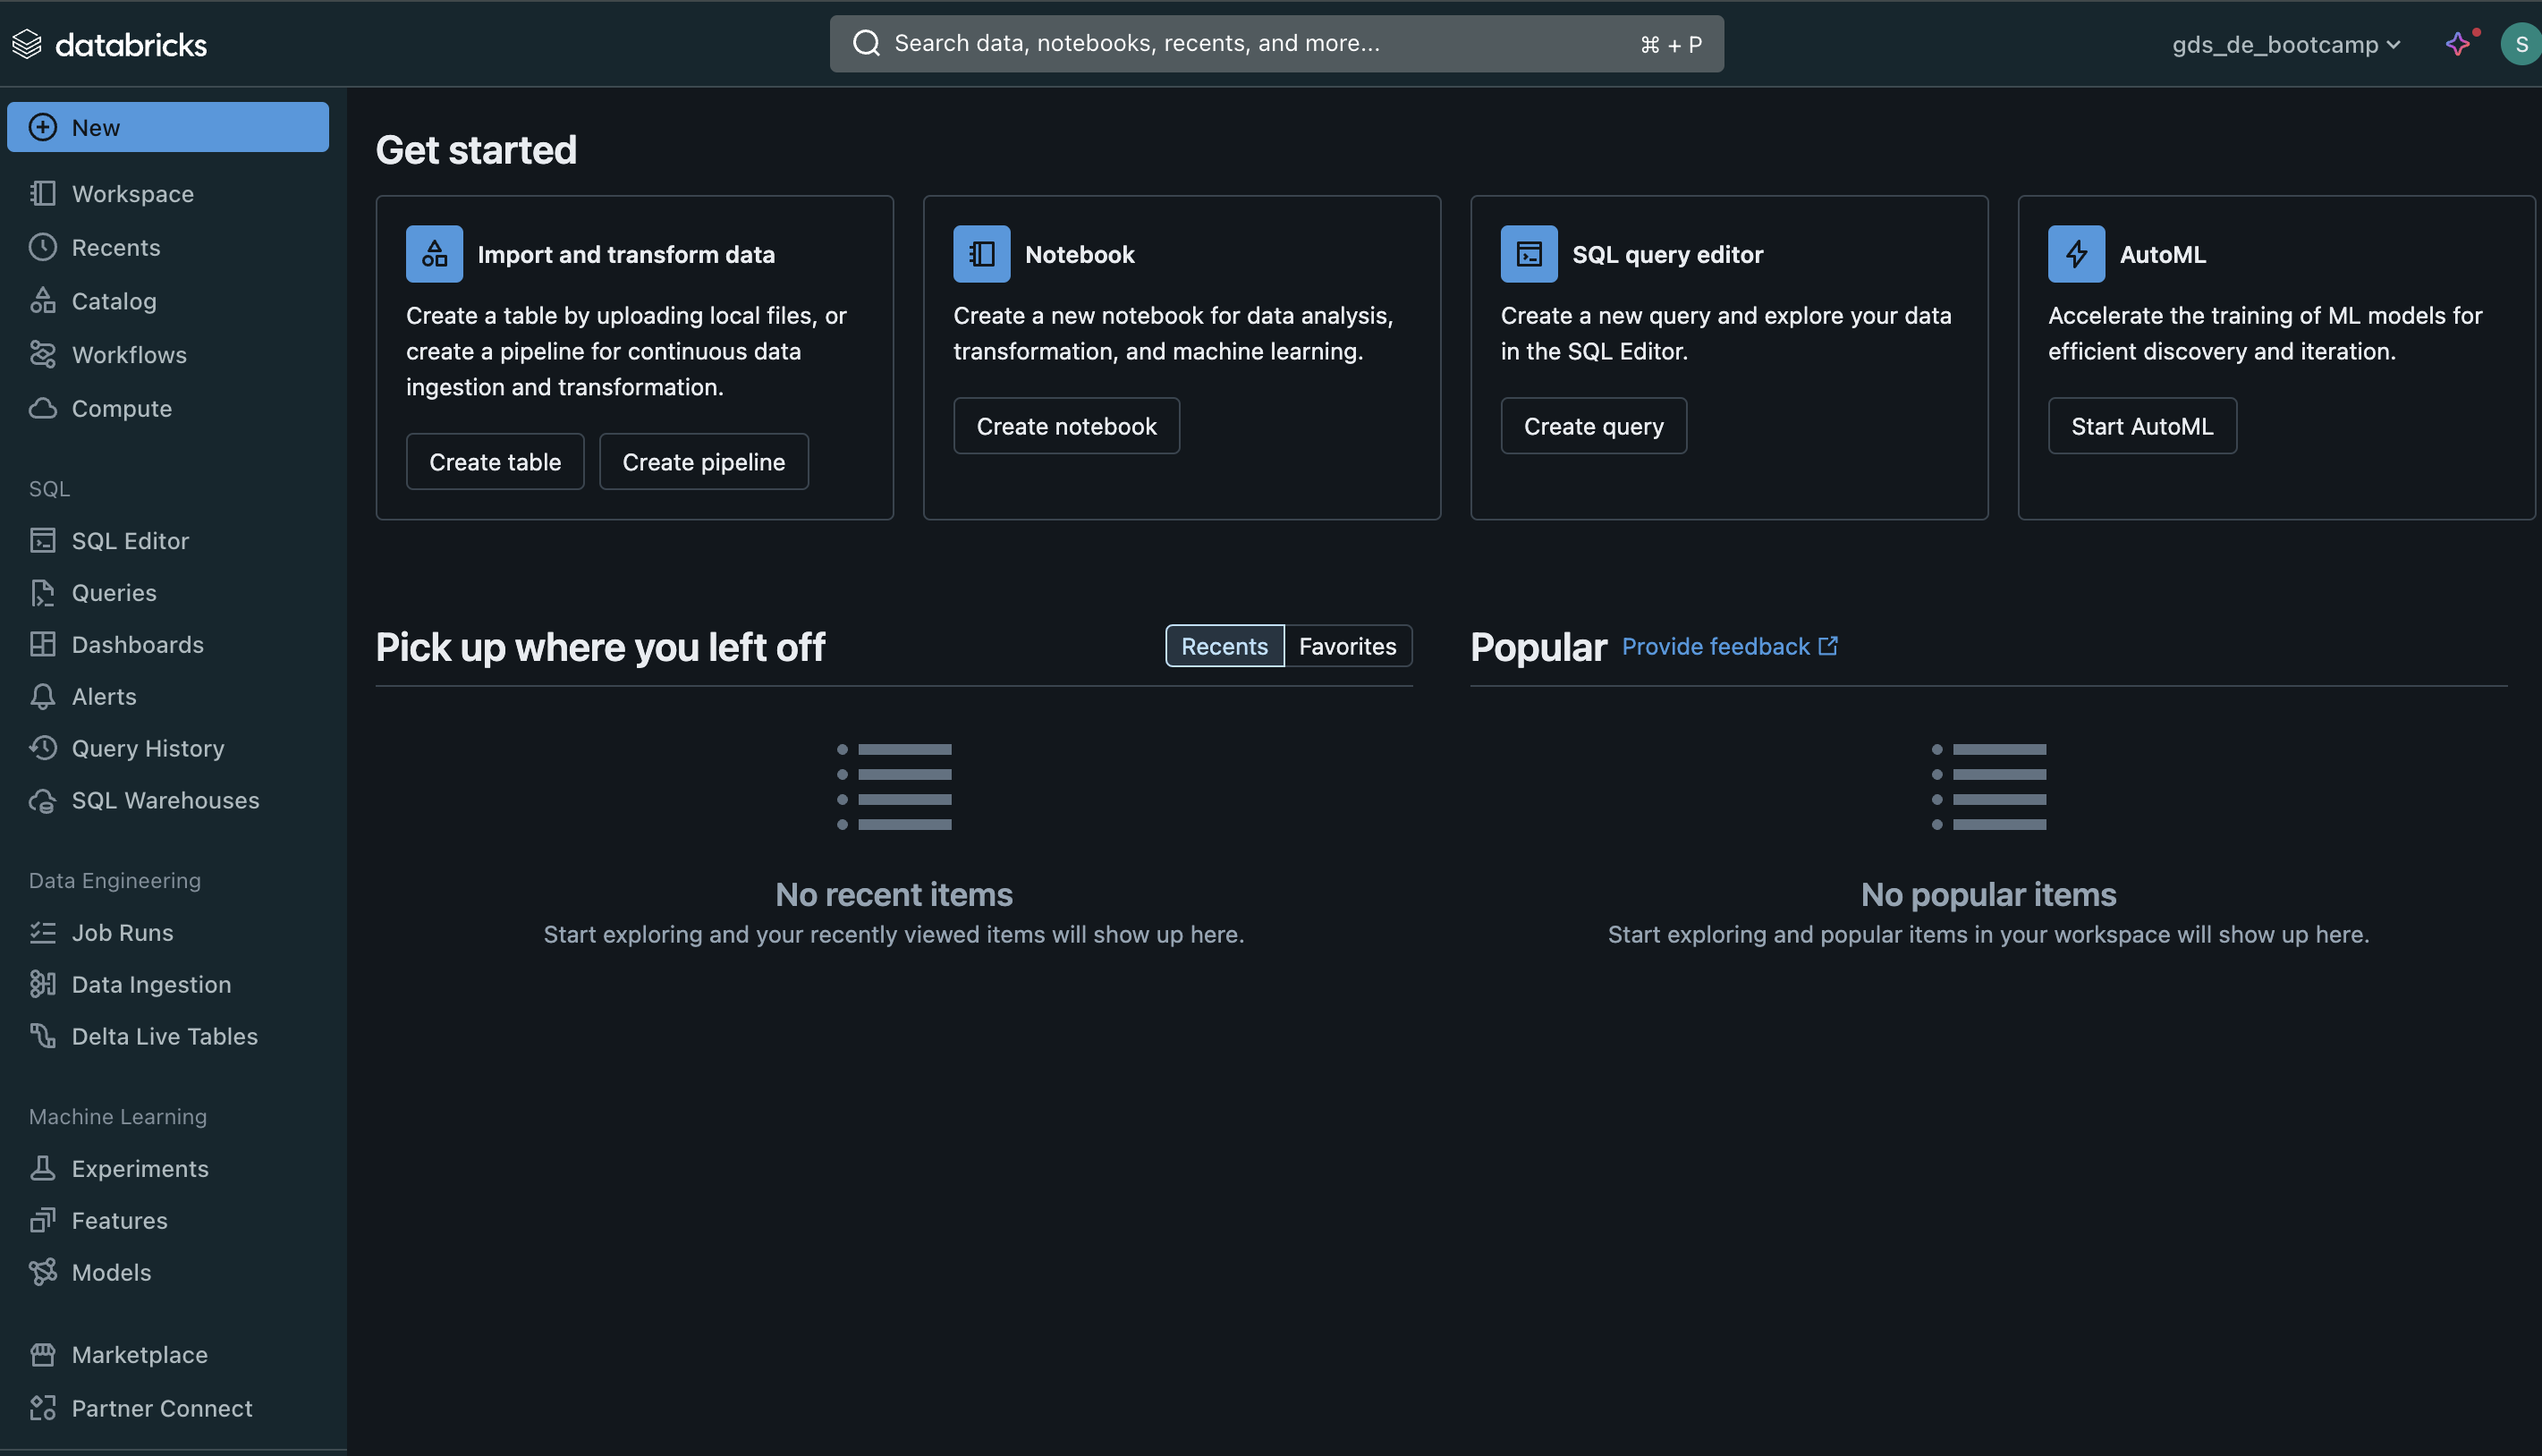 databricks
Search data, notebooks, recents, and more...
⌘ + P
gds_de_bootcamp
S
New
Workspace
Recents
Catalog
Workflows
Compute
SQL
SQL Editor
Queries
Dashboards
Alerts
Query History
SQL Warehouses
Data Engineering
Job Runs
Data Ingestion
Delta Live Tables
Machine Learning
Experiments
Features
Models
Marketplace
Partner Connect
Get started
Import and transform data
Create a table by uploading local files, or
create a pipeline for continuous data
ingestion and transformation.
Create table
Create pipeline
Notebook
Create a new notebook for data analysis,
transformation, and machine learning.
Create notebook
SQL query editor
Create a new query and explore your data
in the SQL Editor.
Create query
AutoML
Accelerate the training of ML models for
efficient discovery and iteration.
Start AutoML
Pick up where you left off
Recents
Favorites
No recent items
Start exploring and your recently viewed items will show up here.
Popular
Provide feedback
No popular items
Start exploring and popular items in your workspace will show up here.